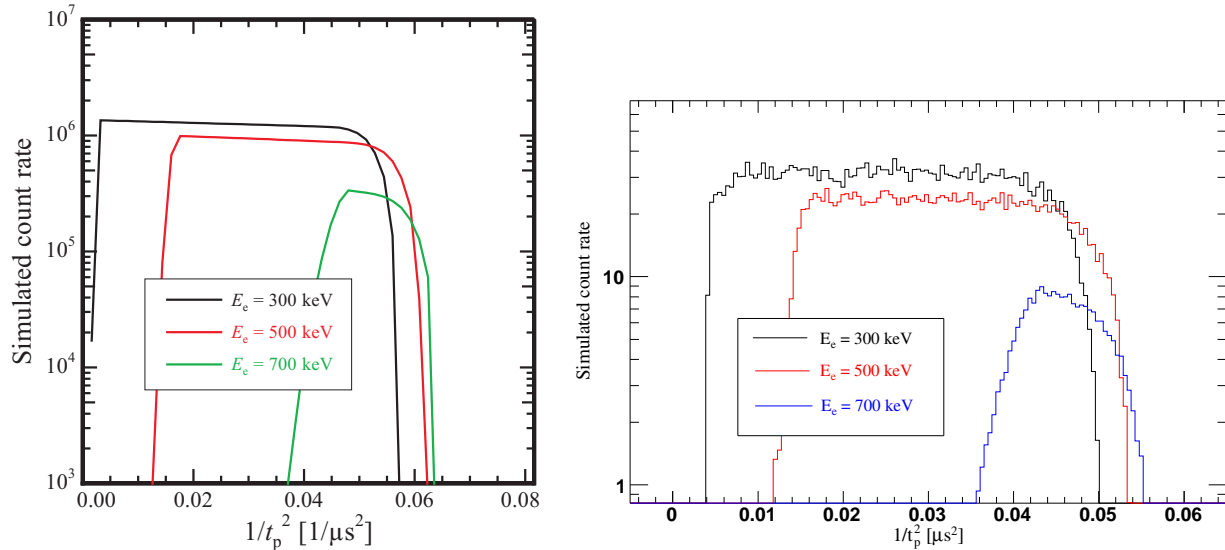 10^7
10^6
10^5
10^4
10^3
Simulated count rate
E_e = 300 keV
E_e = 500 keV
E_e = 700 keV
0.00 0.02 0.04 0.06 0.08
1/t_p^2 [1/μs^2]
10
1
Simulated count rate
E_e = 300 keV
E_e = 500 keV
E_e = 700 keV
0 0.01 0.02 0.03 0.04 0.05 0.06
1/t_p^2 [μs^2]